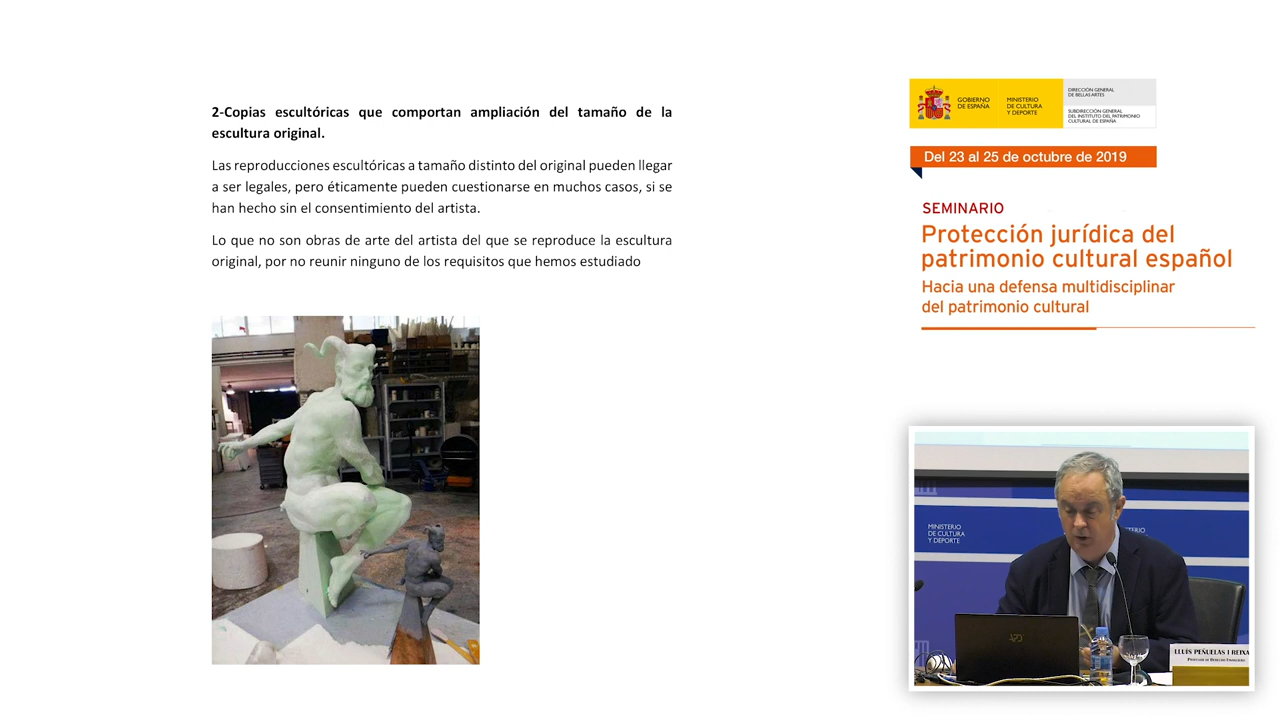 2-Copias escultóricas que comportan ampliación del tamaño de la
escultura original.
Las reproducciones escultóricas a tamaño distinto del original pueden llegar
a ser legales, pero éticamente pueden cuestionarse en muchos casos, si se
han hecho sin el consentimiento del artista.
Lo que no son obras de arte del artista del que se reproduce la escultura
original, por no reunir ninguno de los requisitos que hemos estudiado
GOBIERNO
DE ESPAÑA
MINISTERIO
DE CULTURA
Y DEPORTE
DIRECCIÓN GENERAL
DE BELLAS ARTES
SUBDIRECCIÓN GENERAL
DEL INSTITUTO DEL PATRIMONIO
CULTURAL DE ESPAÑA
Del 23 al 25 de octubre de 2019
SEMINARIO
Protección jurídica del
patrimonio cultural español
Hacia una defensa multidisciplinar
del patrimonio cultural
MINISTERIO
DE CULTURA
Y DEPORTE
LLUÍS PEÑUELAS I REIXA